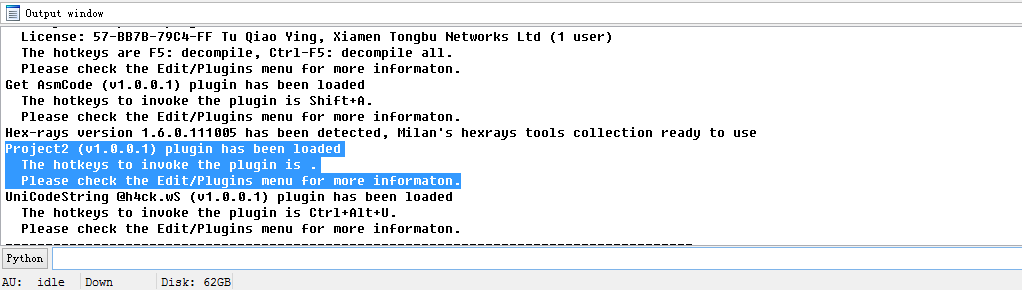 Output window
License: 57-BB7B-79C4-FF Tu Qiao Ying, Xiamen Tongbu Networks Ltd (1 user)
The hotkeys are F5: decompile, Ctrl-F5: decompile all.
Please check the Edit/Plugins menu for more informaton.
Get AsmCode (v1.0.0.1) plugin has been loaded
The hotkeys to invoke the plugin is Shift+A.
Please check the Edit/Plugins menu for more informaton.
Hex-rays version 1.6.0.111005 has been detected, Milan's hexrays tools collection ready to use
Project2 (v1.0.0.1) plugin has been loaded
The hotkeys to invoke the plugin is .
Please check the Edit/Plugins menu for more informaton.
UniCodeString @h4ck.wS (v1.0.0.1) plugin has been loaded
The hotkeys to invoke the plugin is Ctrl+Alt+U.
Please check the Edit/Plugins menu for more informaton.
-------------------------------------------------------------------------------------
Python
AU: idle Down Disk: 62GB